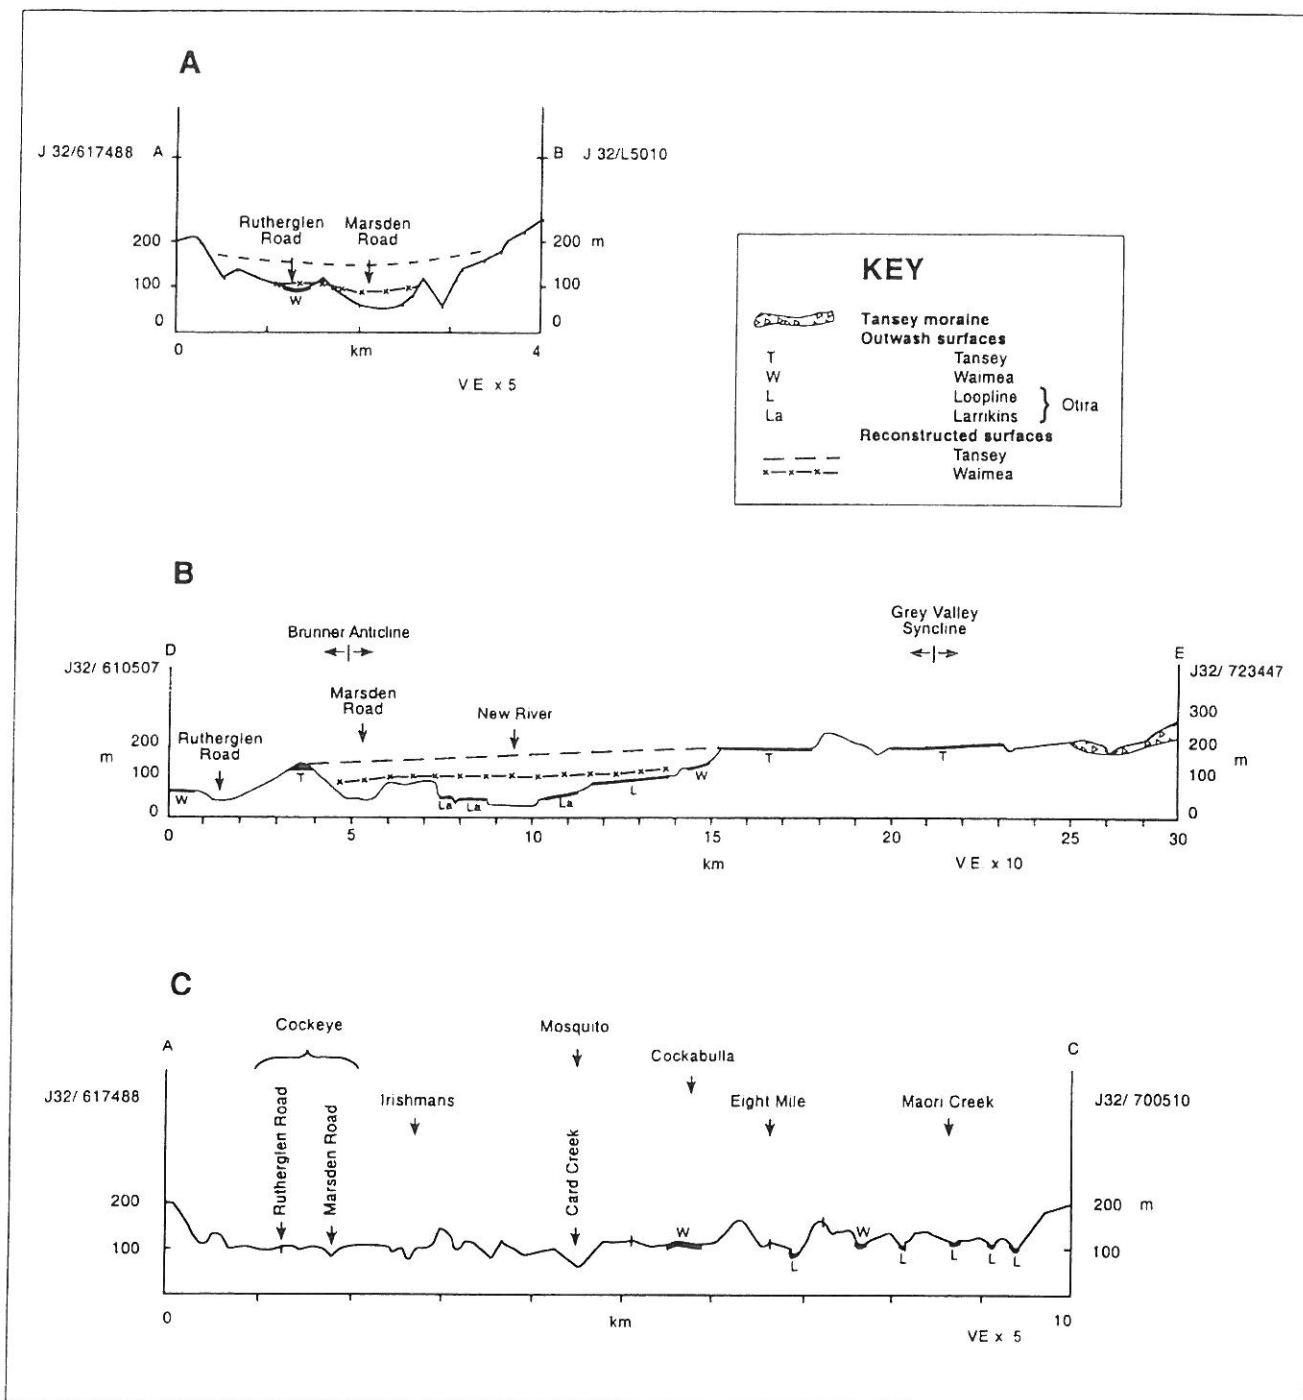 A
J 32/617488 A
B J 32/L5010
Rutherglen
Road
Marsden
Road
200
200 m
100
100
W
0
0
0
km
4
V E x 5
KEY
Tansey moraine
Outwash surfaces
T Tansey
W Waimea
L Loopline
La Larrikins
Otira
Reconstructed surfaces
Tansey
Waimea
B
Grey Valley
Syncline
Brunner Anticline
D
E
J32/ 610507
J32/ 723447
Marsden
Road
New River
Rutherglen
Road
300
200
200
m
m
100
100
0
0
W
T
La
La
La
L
W
T
T
0
5
10
15
20
25
30
km
V E x 10
C
Cockeye
Mosquito
Cockabulla
A
C
J32/ 617488
J32/ 700510
Rutherglen Road
Marsden Road
Irishmans
Card Creek
Eight Mile
Maori Creek
200
200 m
100
100
W
W
L
L
L
L
L
0
km
10
VE x 5